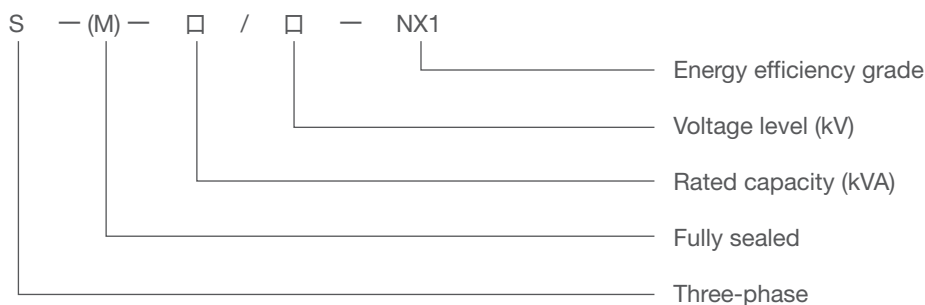 S — (M) — 口 / 口 — NX1
Energy efficiency grade
Voltage level (kV)
Rated capacity (kVA)
Fully sealed
Three-phase